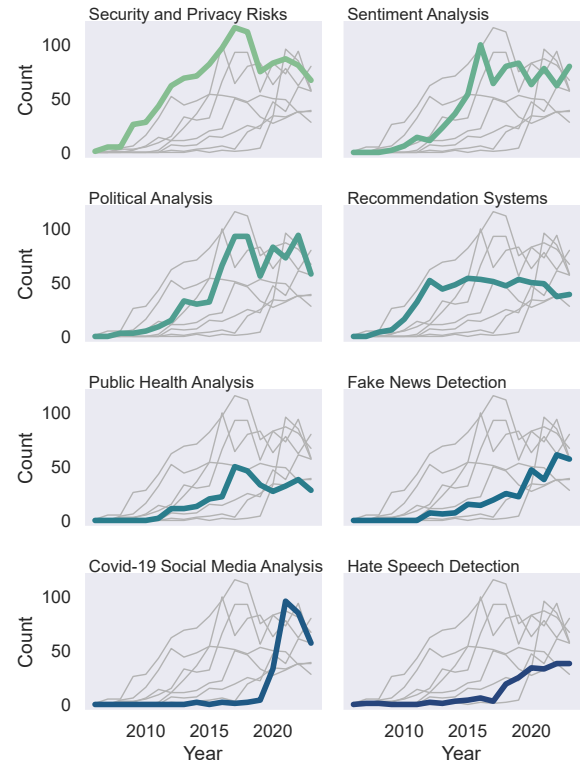 Security and Privacy Risks
Sentiment Analysis
100
50
0
Count
Political Analysis
Recommendation Systems
100
50
0
Count
Public Health Analysis
Fake News Detection
100
50
0
Count
Covid-19 Social Media Analysis
Hate Speech Detection
100
50
0
Count
2010 2015 2020
2010 2015 2020
Year
Year